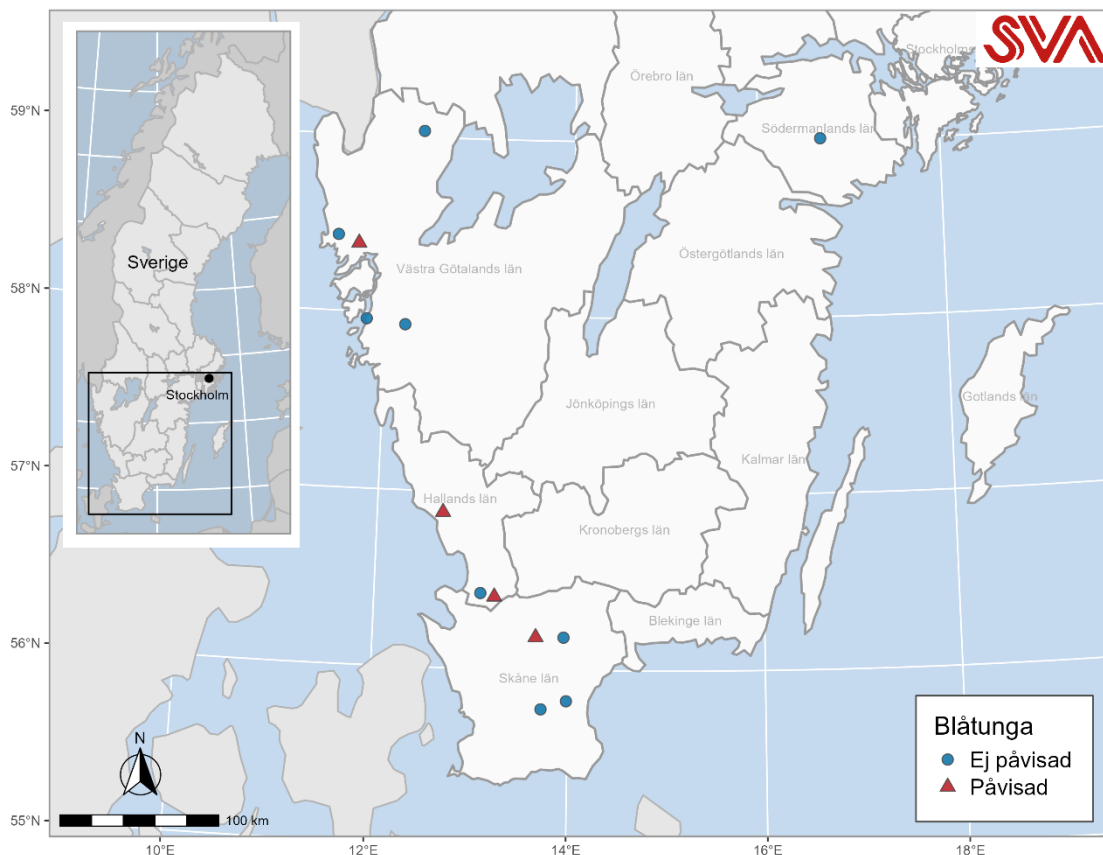 SVA
Stockholms
Örebro län
Södermanlands län
Östergötlands län
Västra Götalands län
Jönköpings län
Gotlands län
Kalmar län
Hallands län
Kronobergs län
Blekinge län
Skåne län
Sverige
Stockholm
59°N
58°N
57°N
56°N
55°N
10°E
12°E
14°E
16°E
18°E
N
100 km
Blåtunga
Ej påvisad
Påvisad